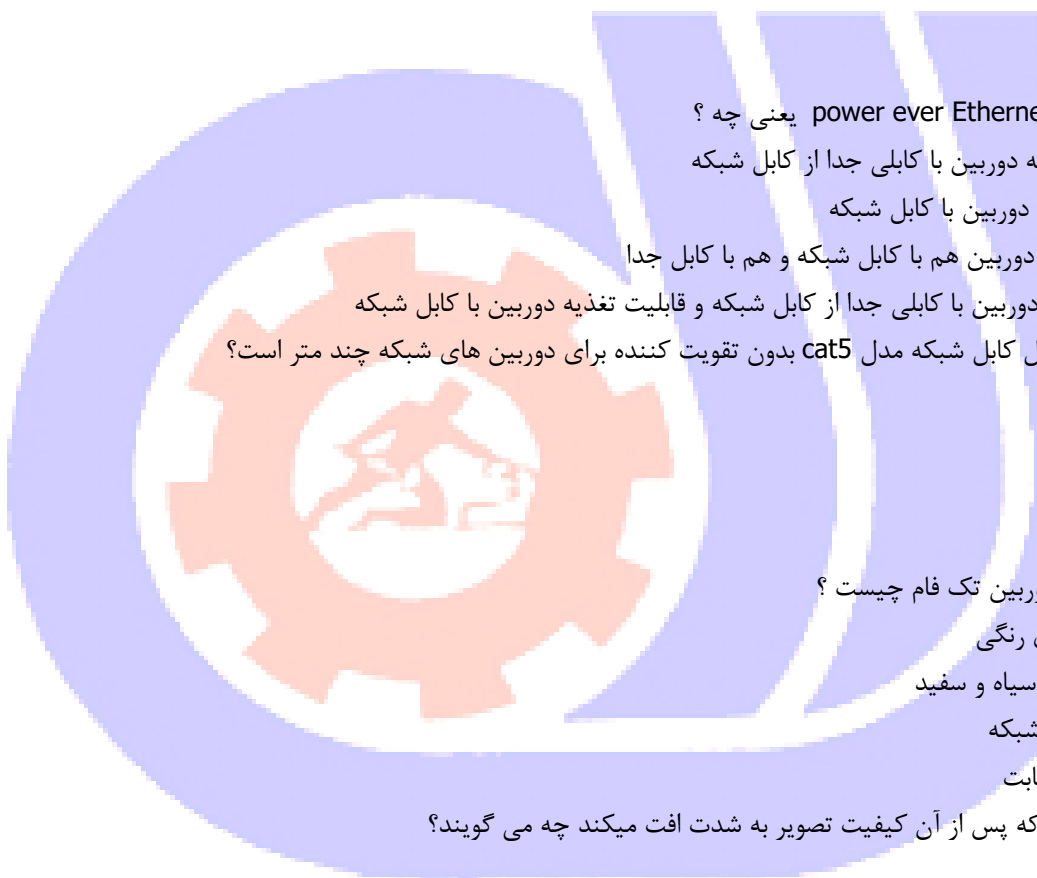 power ever Etherne یعنی چه ؟
ه دوربین با کابلی جدا از کابل شبکه
دوربین با کابل شبکه
دوربین هم با کابل شبکه و هم با کابل جدا
دوربین با کابلی جدا از کابل شبکه و قابلیت تغذیه دوربین با کابل شبکه
ل کابل شبکه مدل cat5 بدون تقویت کننده برای دوربین های شبکه چند متر است؟
وربین تک فام چیست ؟
رنگی
سیاه و سفید
شبکه
ابت
که پس از آن کیفیت تصویر به شدت افت میکند چه می گویند؟